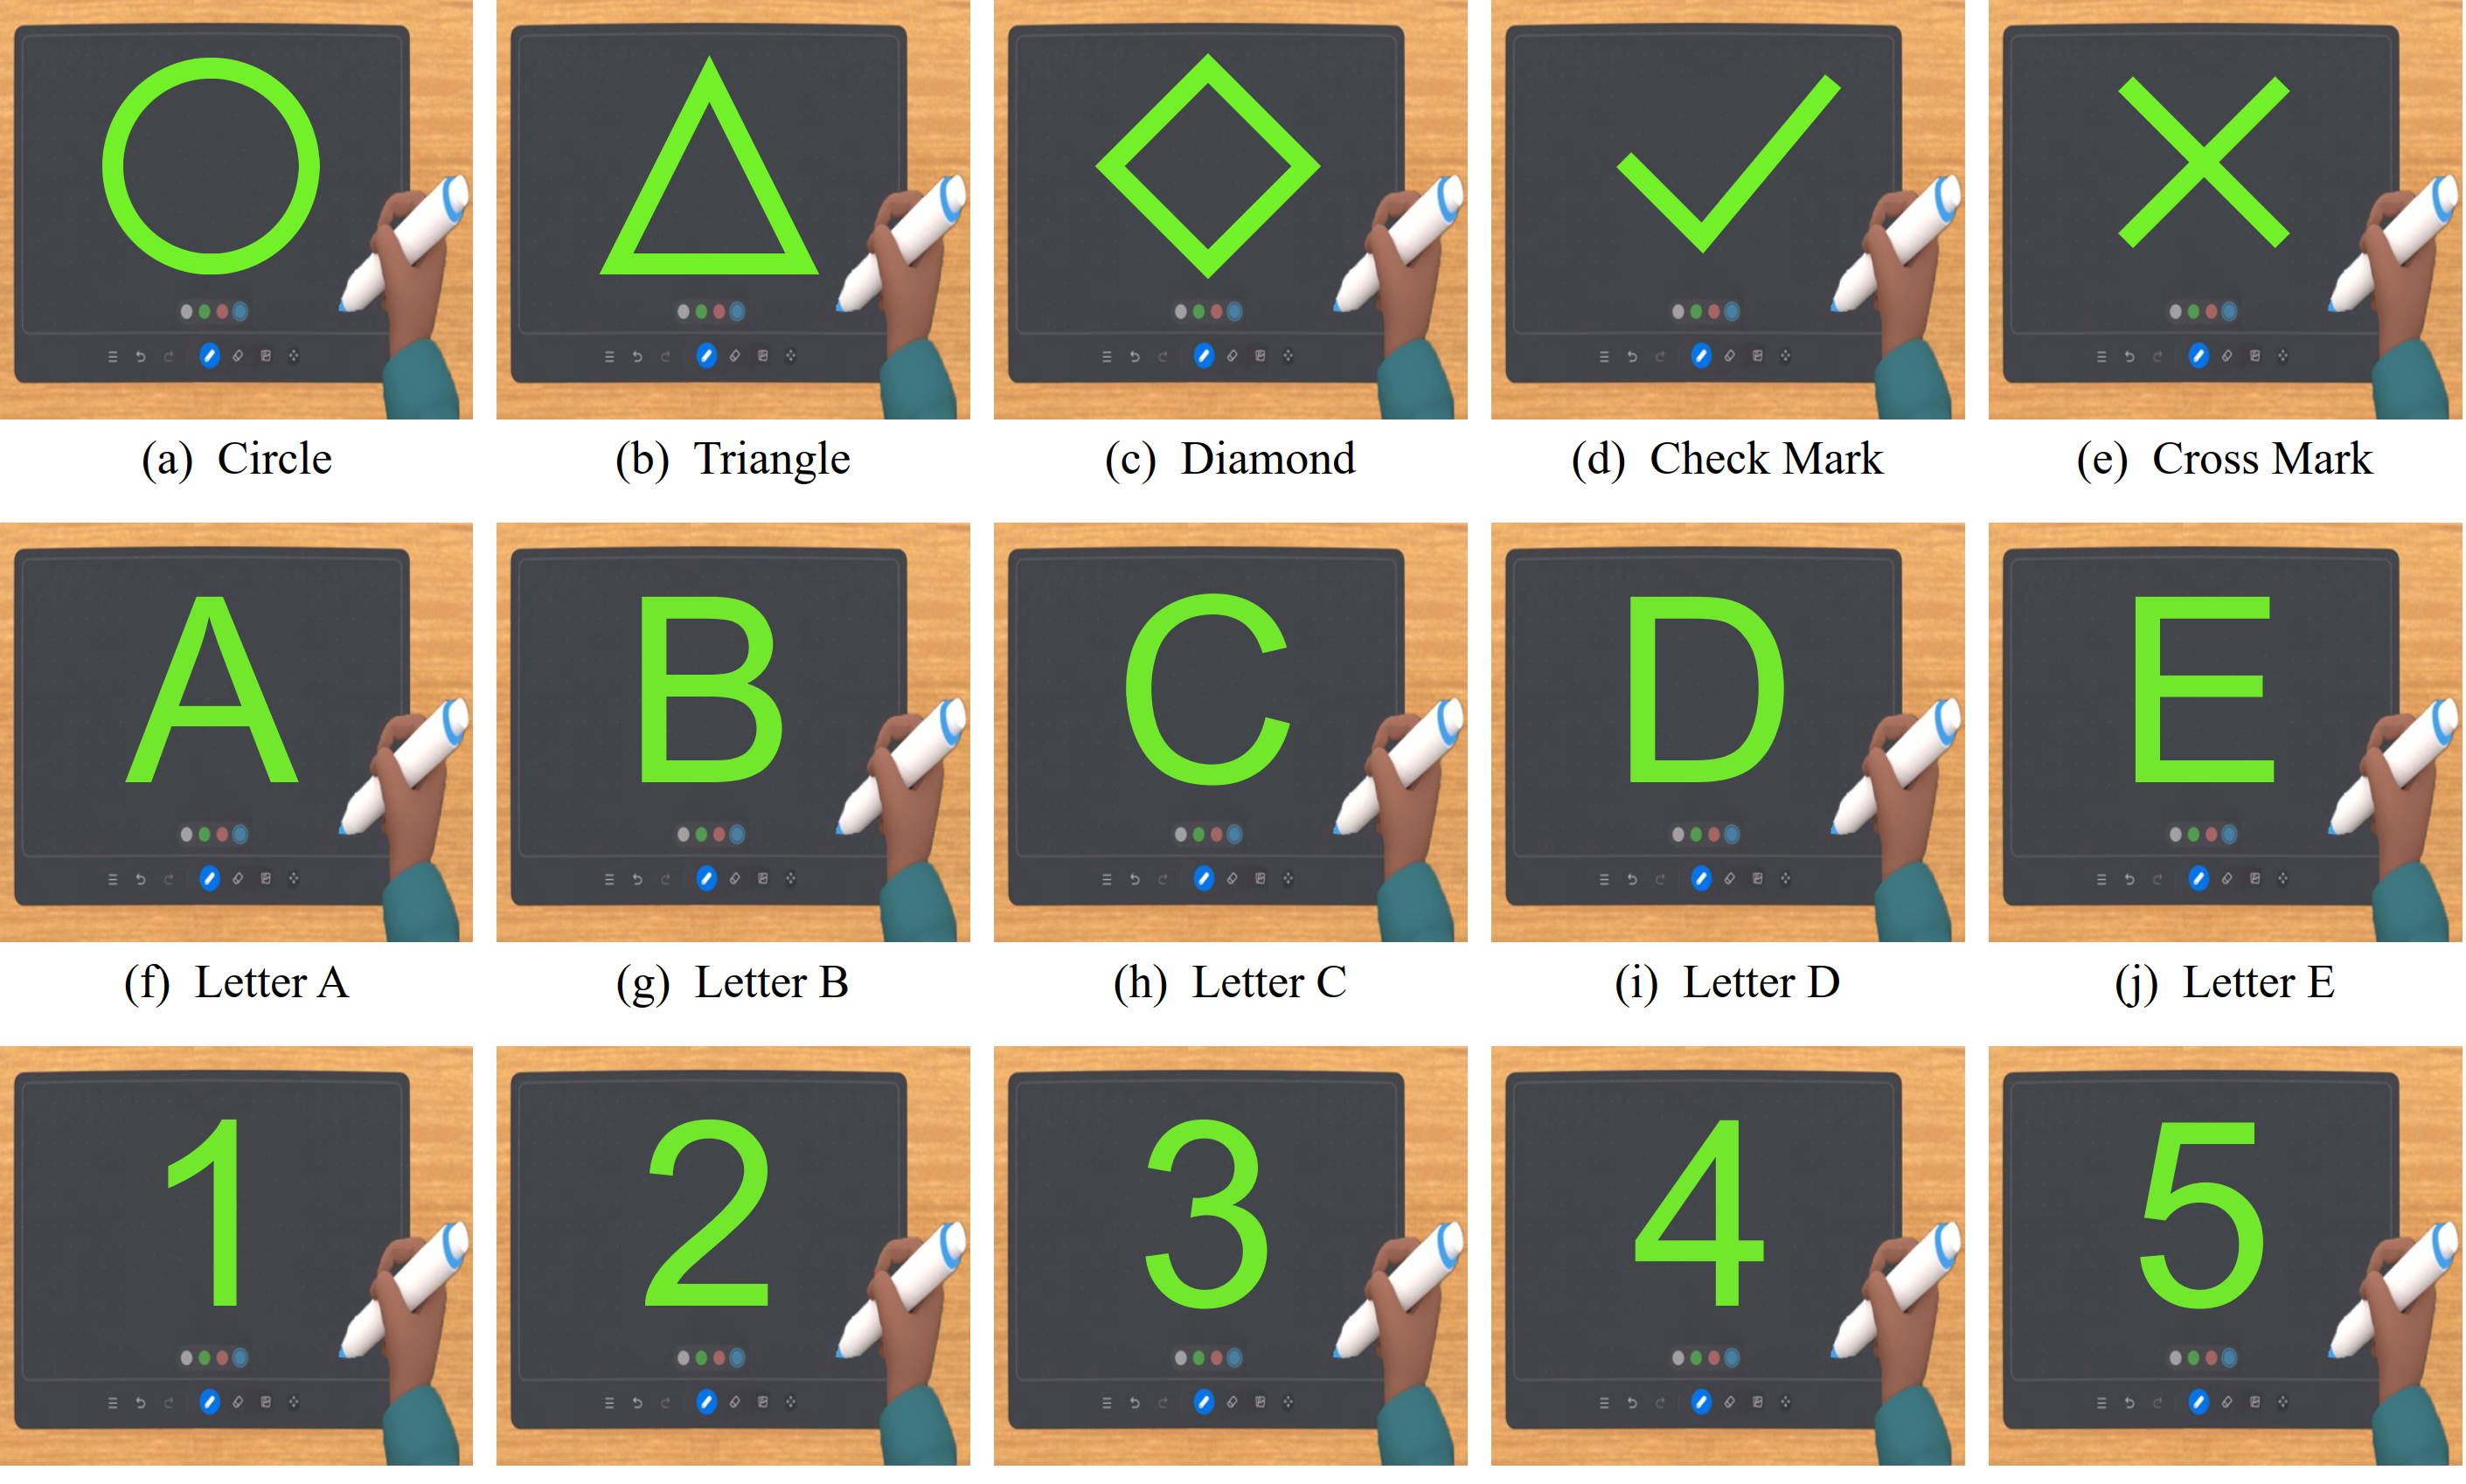 (a) Circle
(b) Triangle
(c) Diamond
(d) Check Mark
(e) Cross Mark
A
B
C
D
E
(f) Letter A
(g) Letter B
(h) Letter C
(i) Letter D
(j) Letter E
1
2
3
4
5